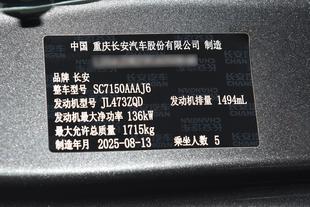 中国 重庆长安汽车股份有限公司 制造
品牌 长安
整车型号 SC7150AAAJ6
发动机型号 JL473ZQD 发动机排量 1494mL
发动机最大净功率 136kW
最大允许总质量 1715kg
制造年月 2025-08-13 乘坐人数 5